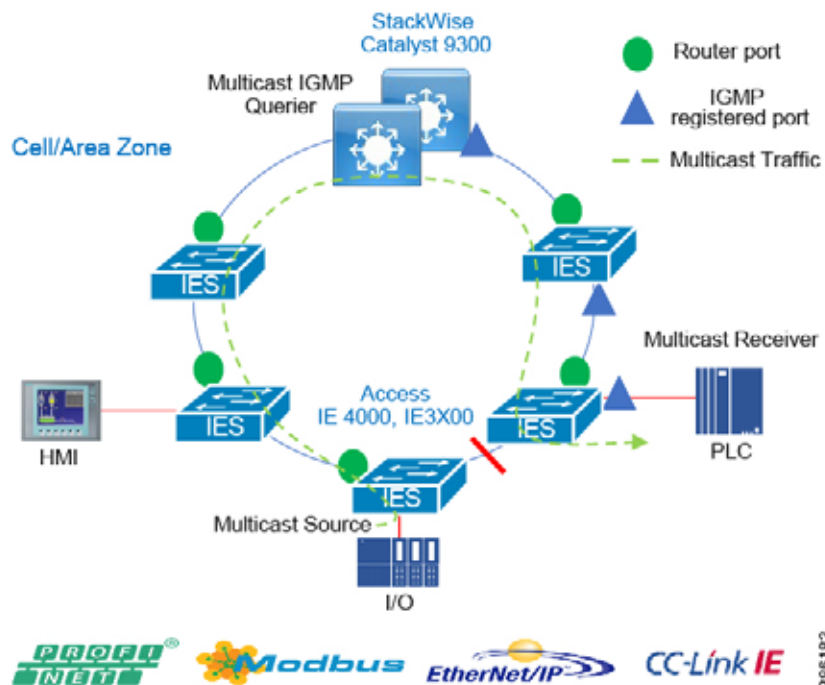 StackWise
Catalyst 9300
Multicast IGMP
Querier
Cell/Area Zone
Router port
IGMP
registered port
Multicast Traffic
IES
IES
Multicast Receiver
Access
IE 4000, IE3X00
IES
IES
HMI
PLC
IES
Multicast Source
I/O
PROFI
NET
®
Modbus
EtherNet/IP
CC-Link IE